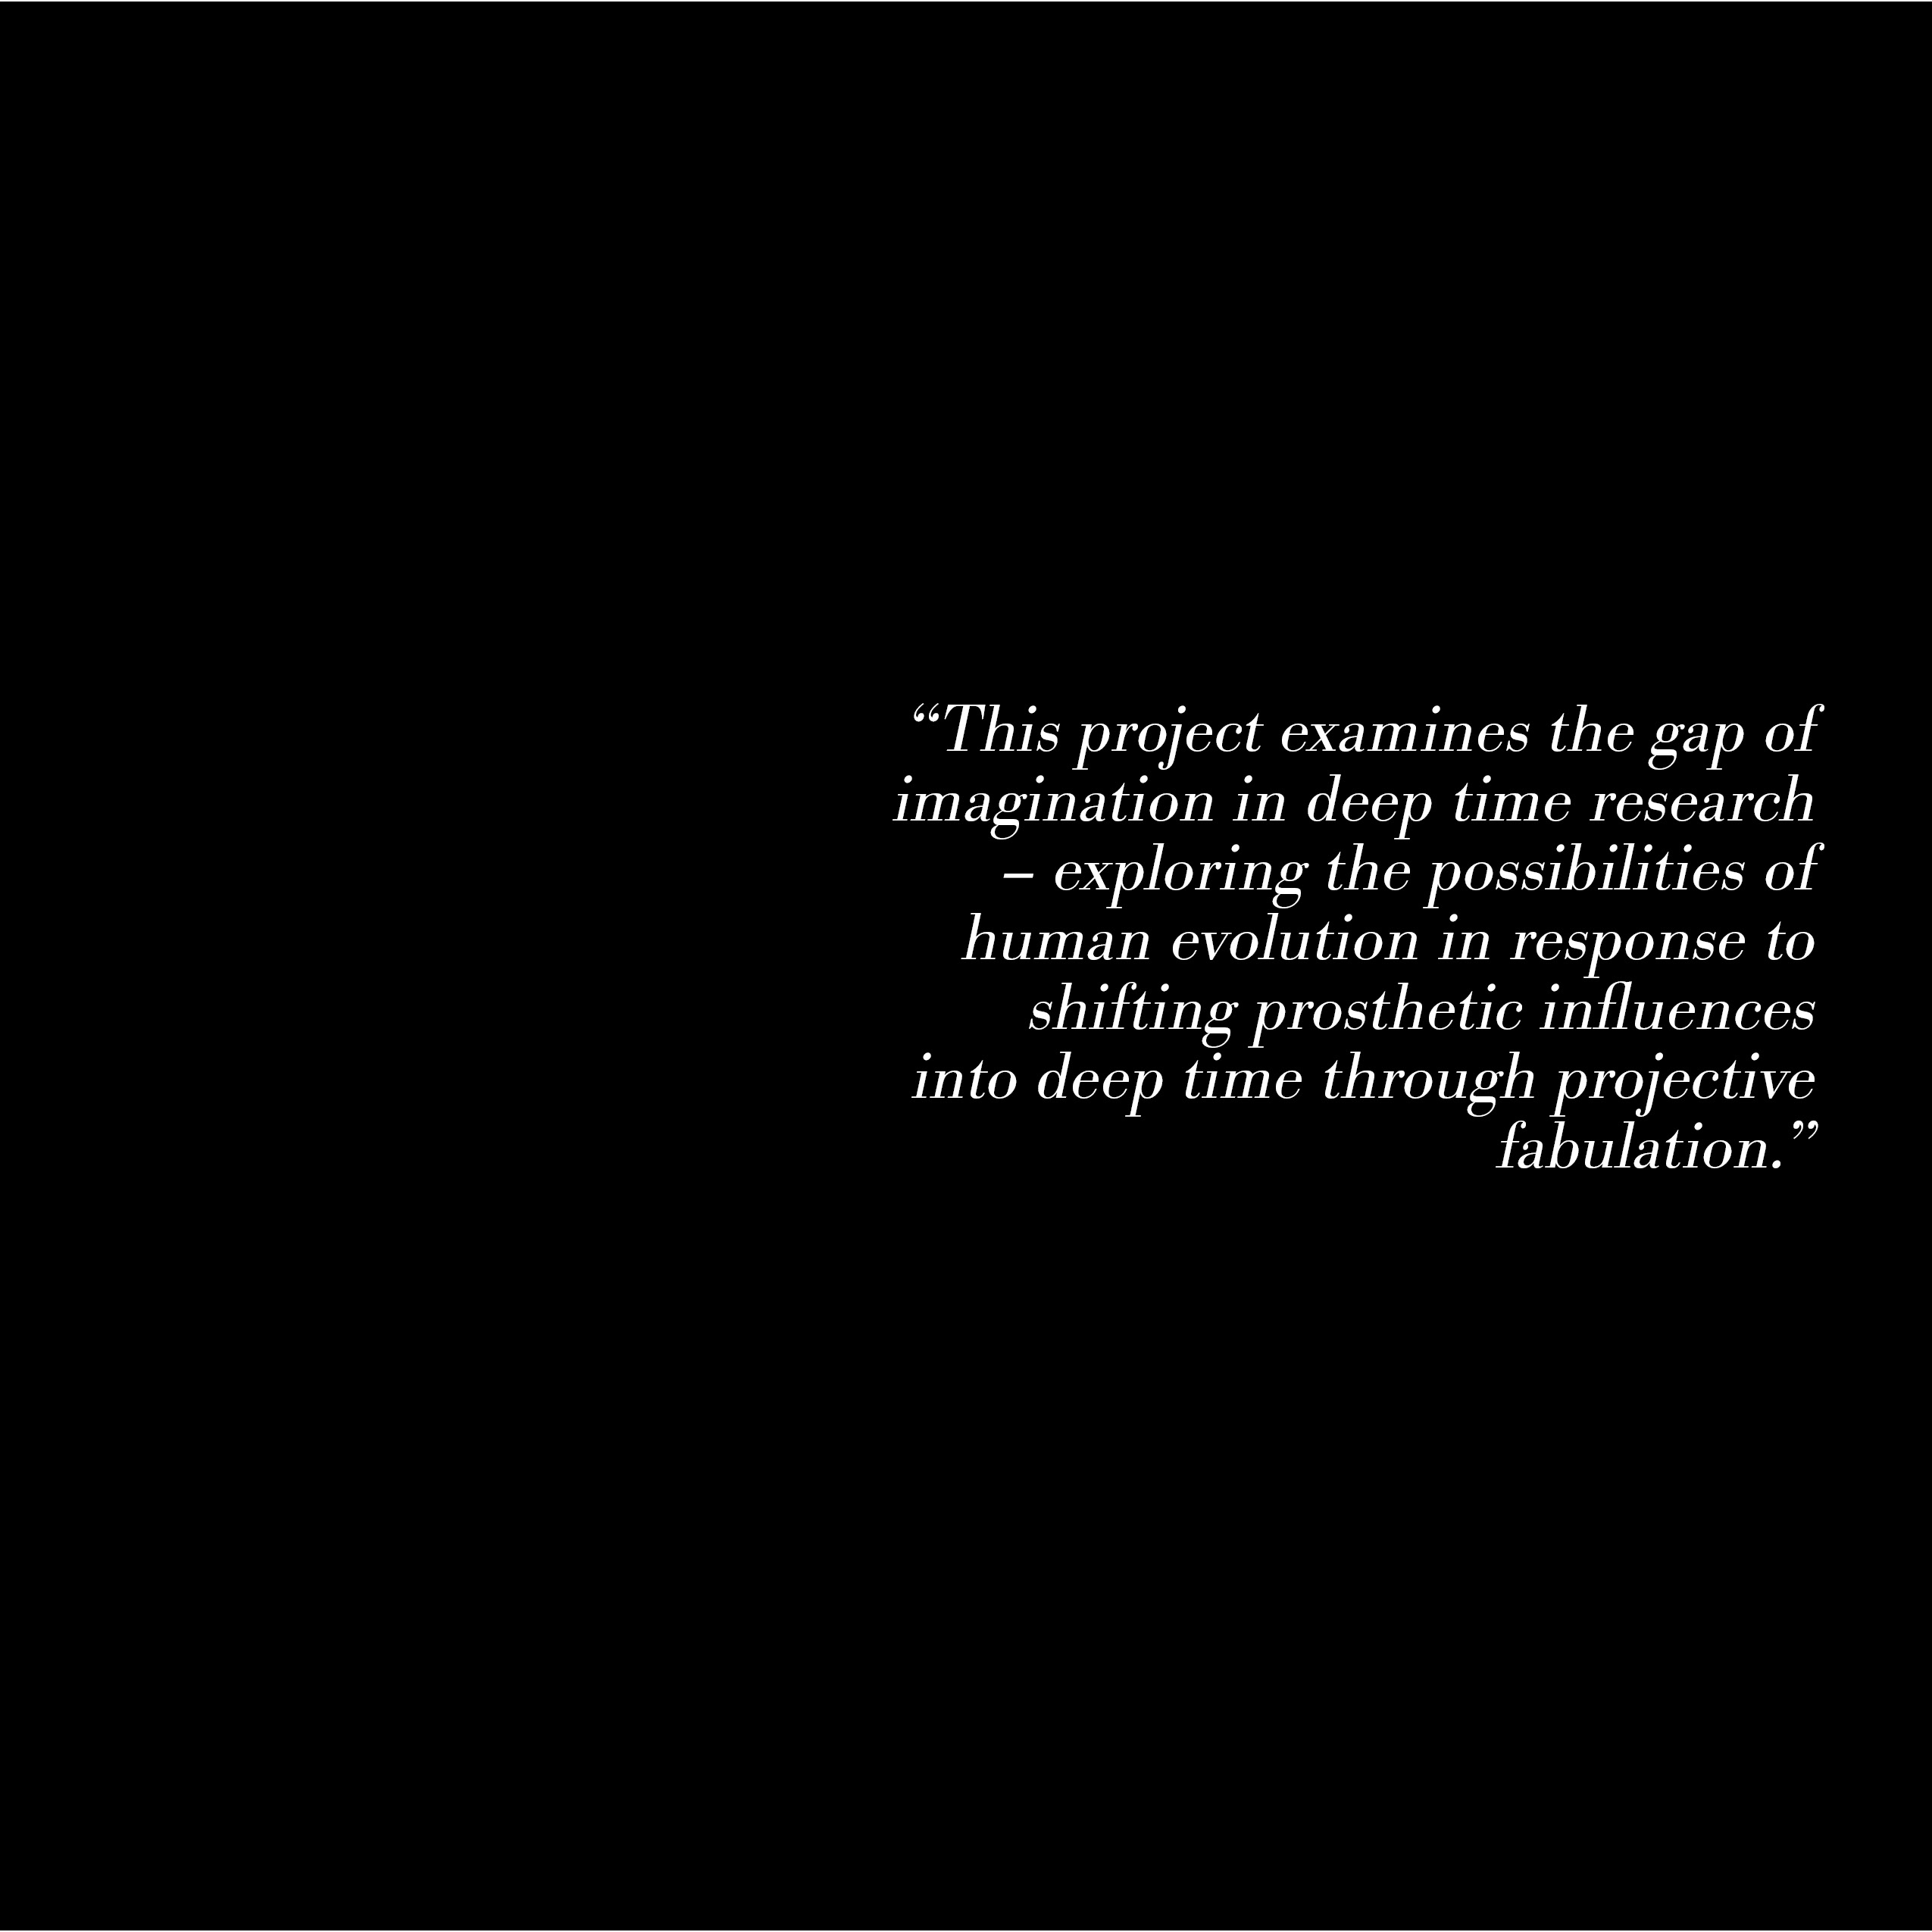 “This project examines the gap of
imagination in deep time research
– exploring the possibilities of
human evolution in response to
shifting prosthetic influences
into deep time through projective
fabulation.”